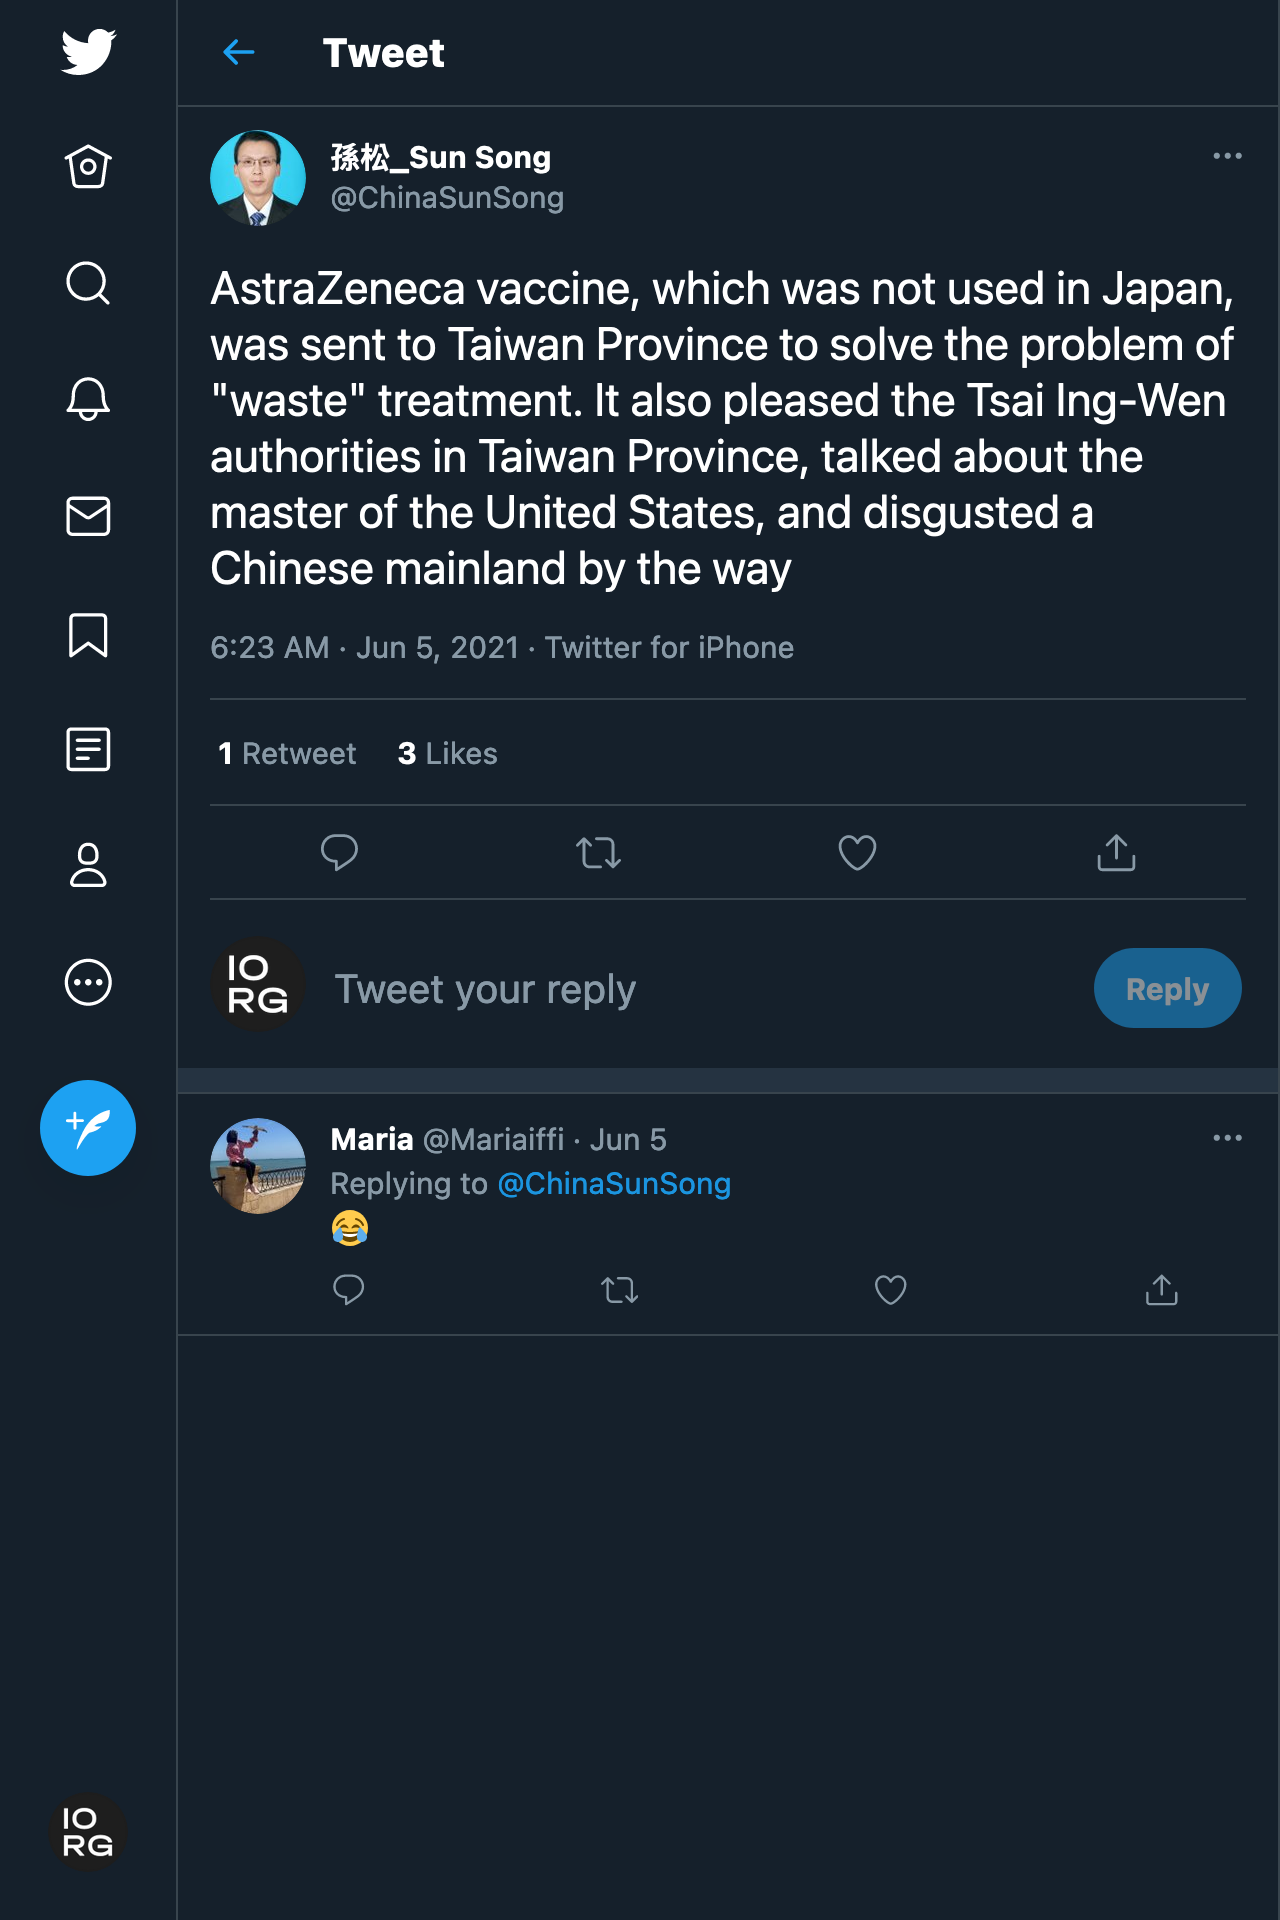 Tweet
孫松_Sun Song
@ChinaSunSong
AstraZeneca vaccine, which was not used in Japan,
was sent to Taiwan Province to solve the problem of
"waste" treatment. It also pleased the Tsai Ing-Wen
authorities in Taiwan Province, talked about the
master of the United States, and disgusted a
Chinese mainland by the way
6:23 AM · Jun 5, 2021 · Twitter for iPhone
1 Retweet 3 Likes
IO
RG
Tweet your reply
Reply
Maria @Mariaiffi · Jun 5
Replying to @ChinaSunSong
😂
IO
RG